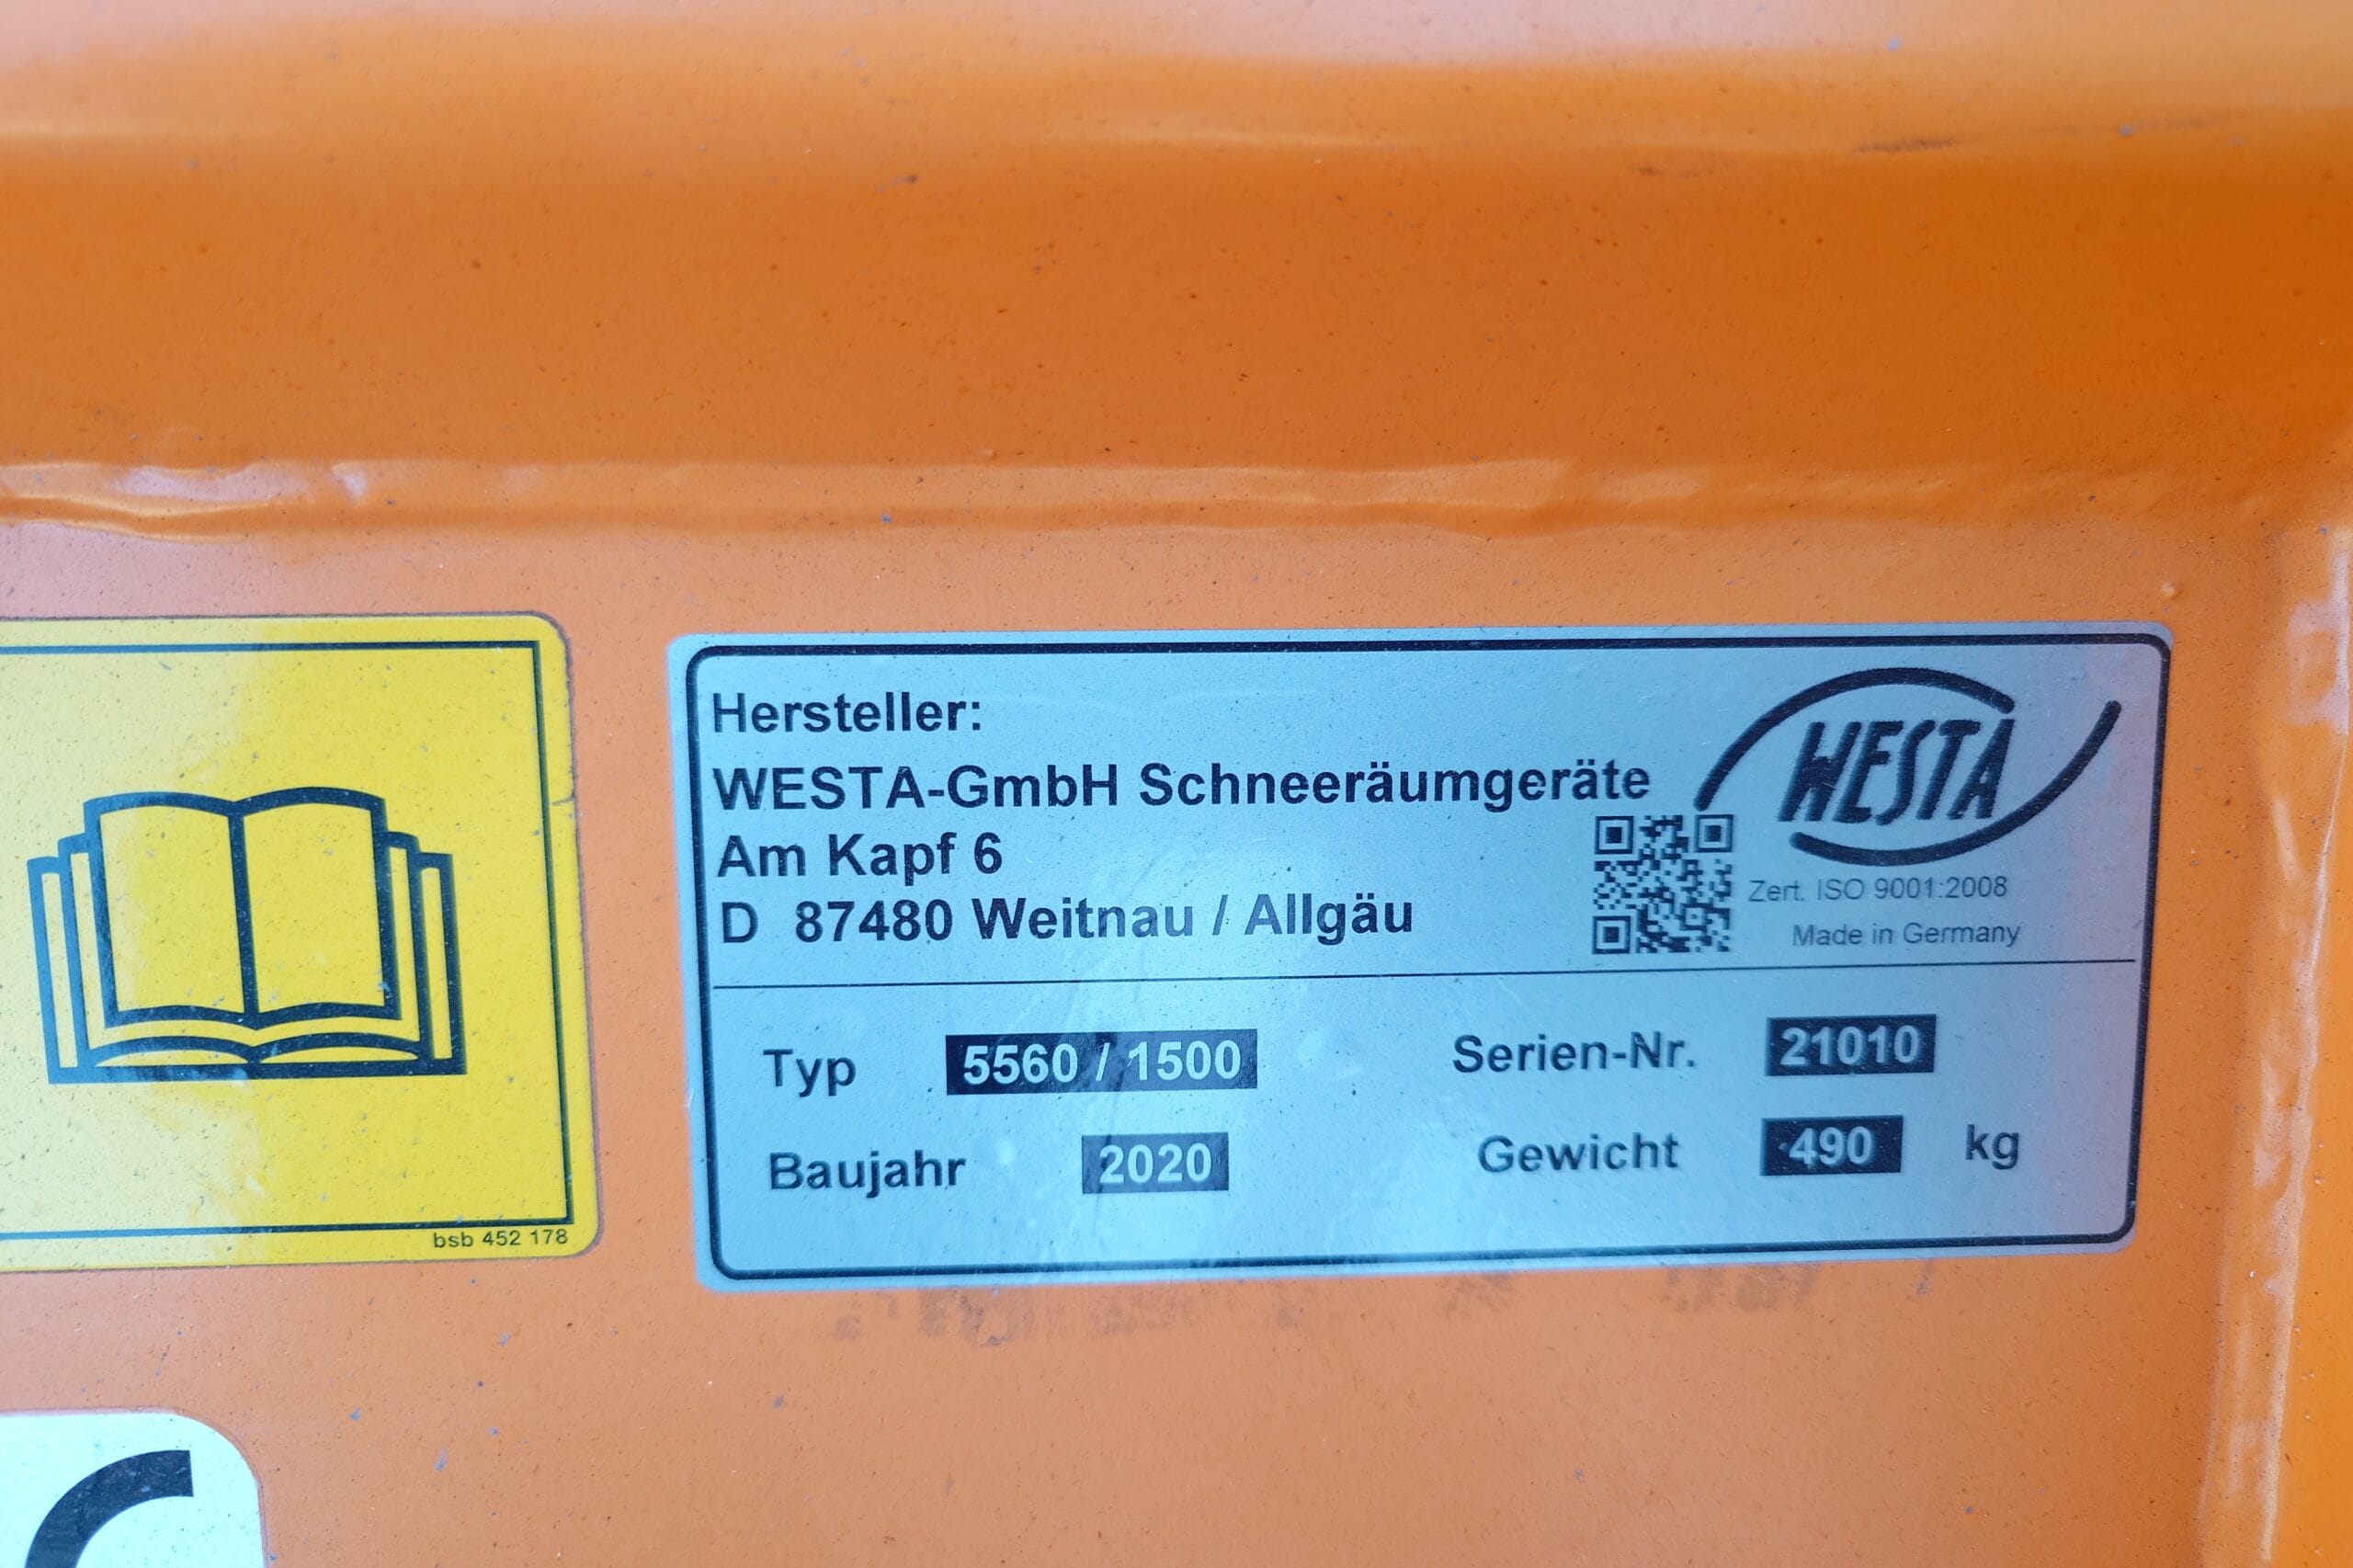 Hersteller:
WESTA-GmbH Schneeräumgeräte
Am Kapf 6
D 87480 Weitnau / Allgäu
WESTA
Zert. ISO 9001:2008
Made in Germany
Typ 5560 / 1500 Serien-Nr. 21010
Baujahr 2020 Gewicht 490 kg
bsb 452 178